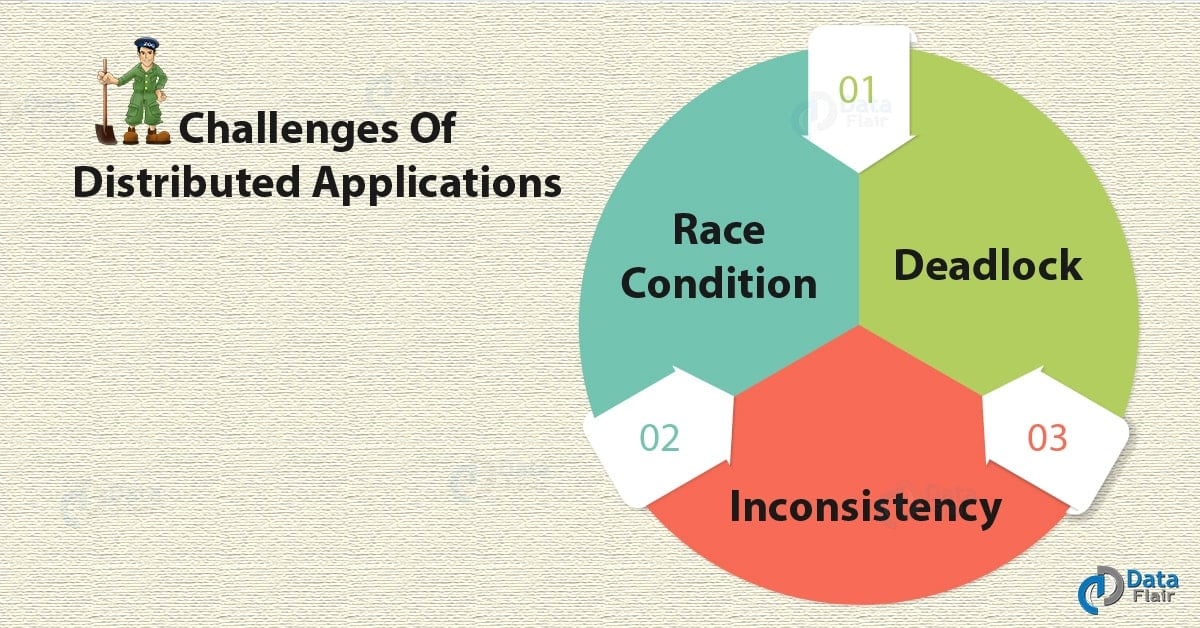 Challenges Of
Distributed Applications
01
Race
Condition
Deadlock
02
03
Inconsistency
Data
Flair